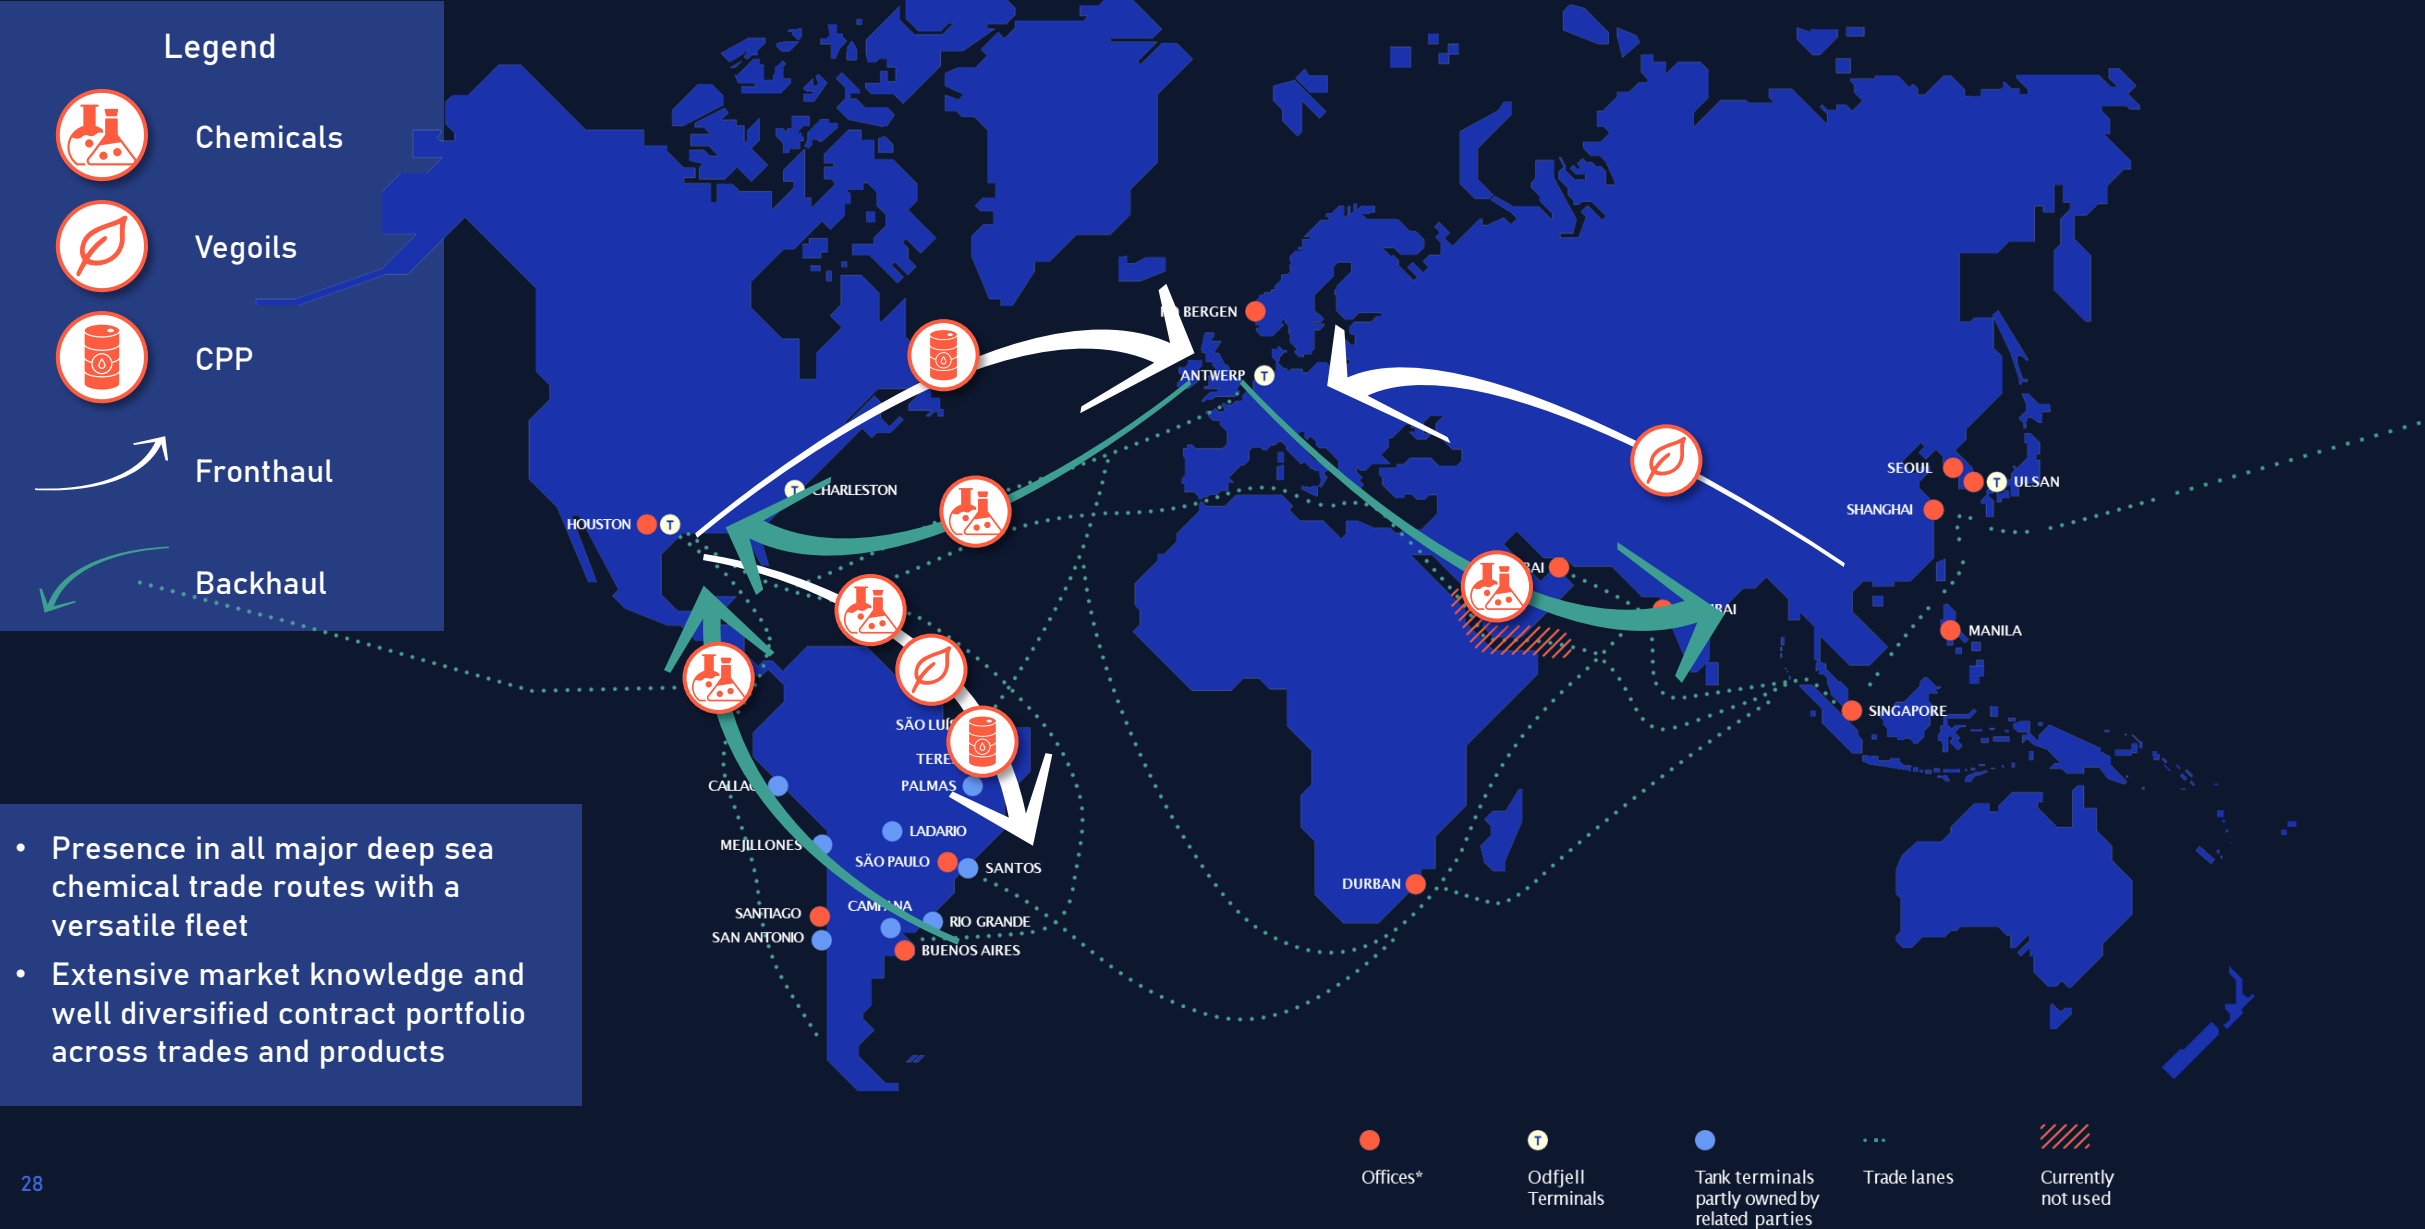 Legend
Chemicals
Vegoils
CPP
Fronthaul
Backhaul
BERGEN
ANTWERP
T
T
CHARLESTON
HOUSTON
T
SEOUL
T
ULSAN
SHANGHAI
MANILA
SINGAPORE
PALMAS
LADARIO
MEJILLONES
SÃO PAULO
SANTOS
DURBAN
SANTIAGO
CAMPANA
RIO GRANDE
SAN ANTONIO
BUENOS AIRES
• Presence in all major deep sea
chemical trade routes with a
versatile fleet
• Extensive market knowledge and
well diversified contract portfolio
across trades and products
T
Offices*
Odfjell
Terminals
Tank terminals
partly owned by
related parties
Trade lanes
Currently
not used
28